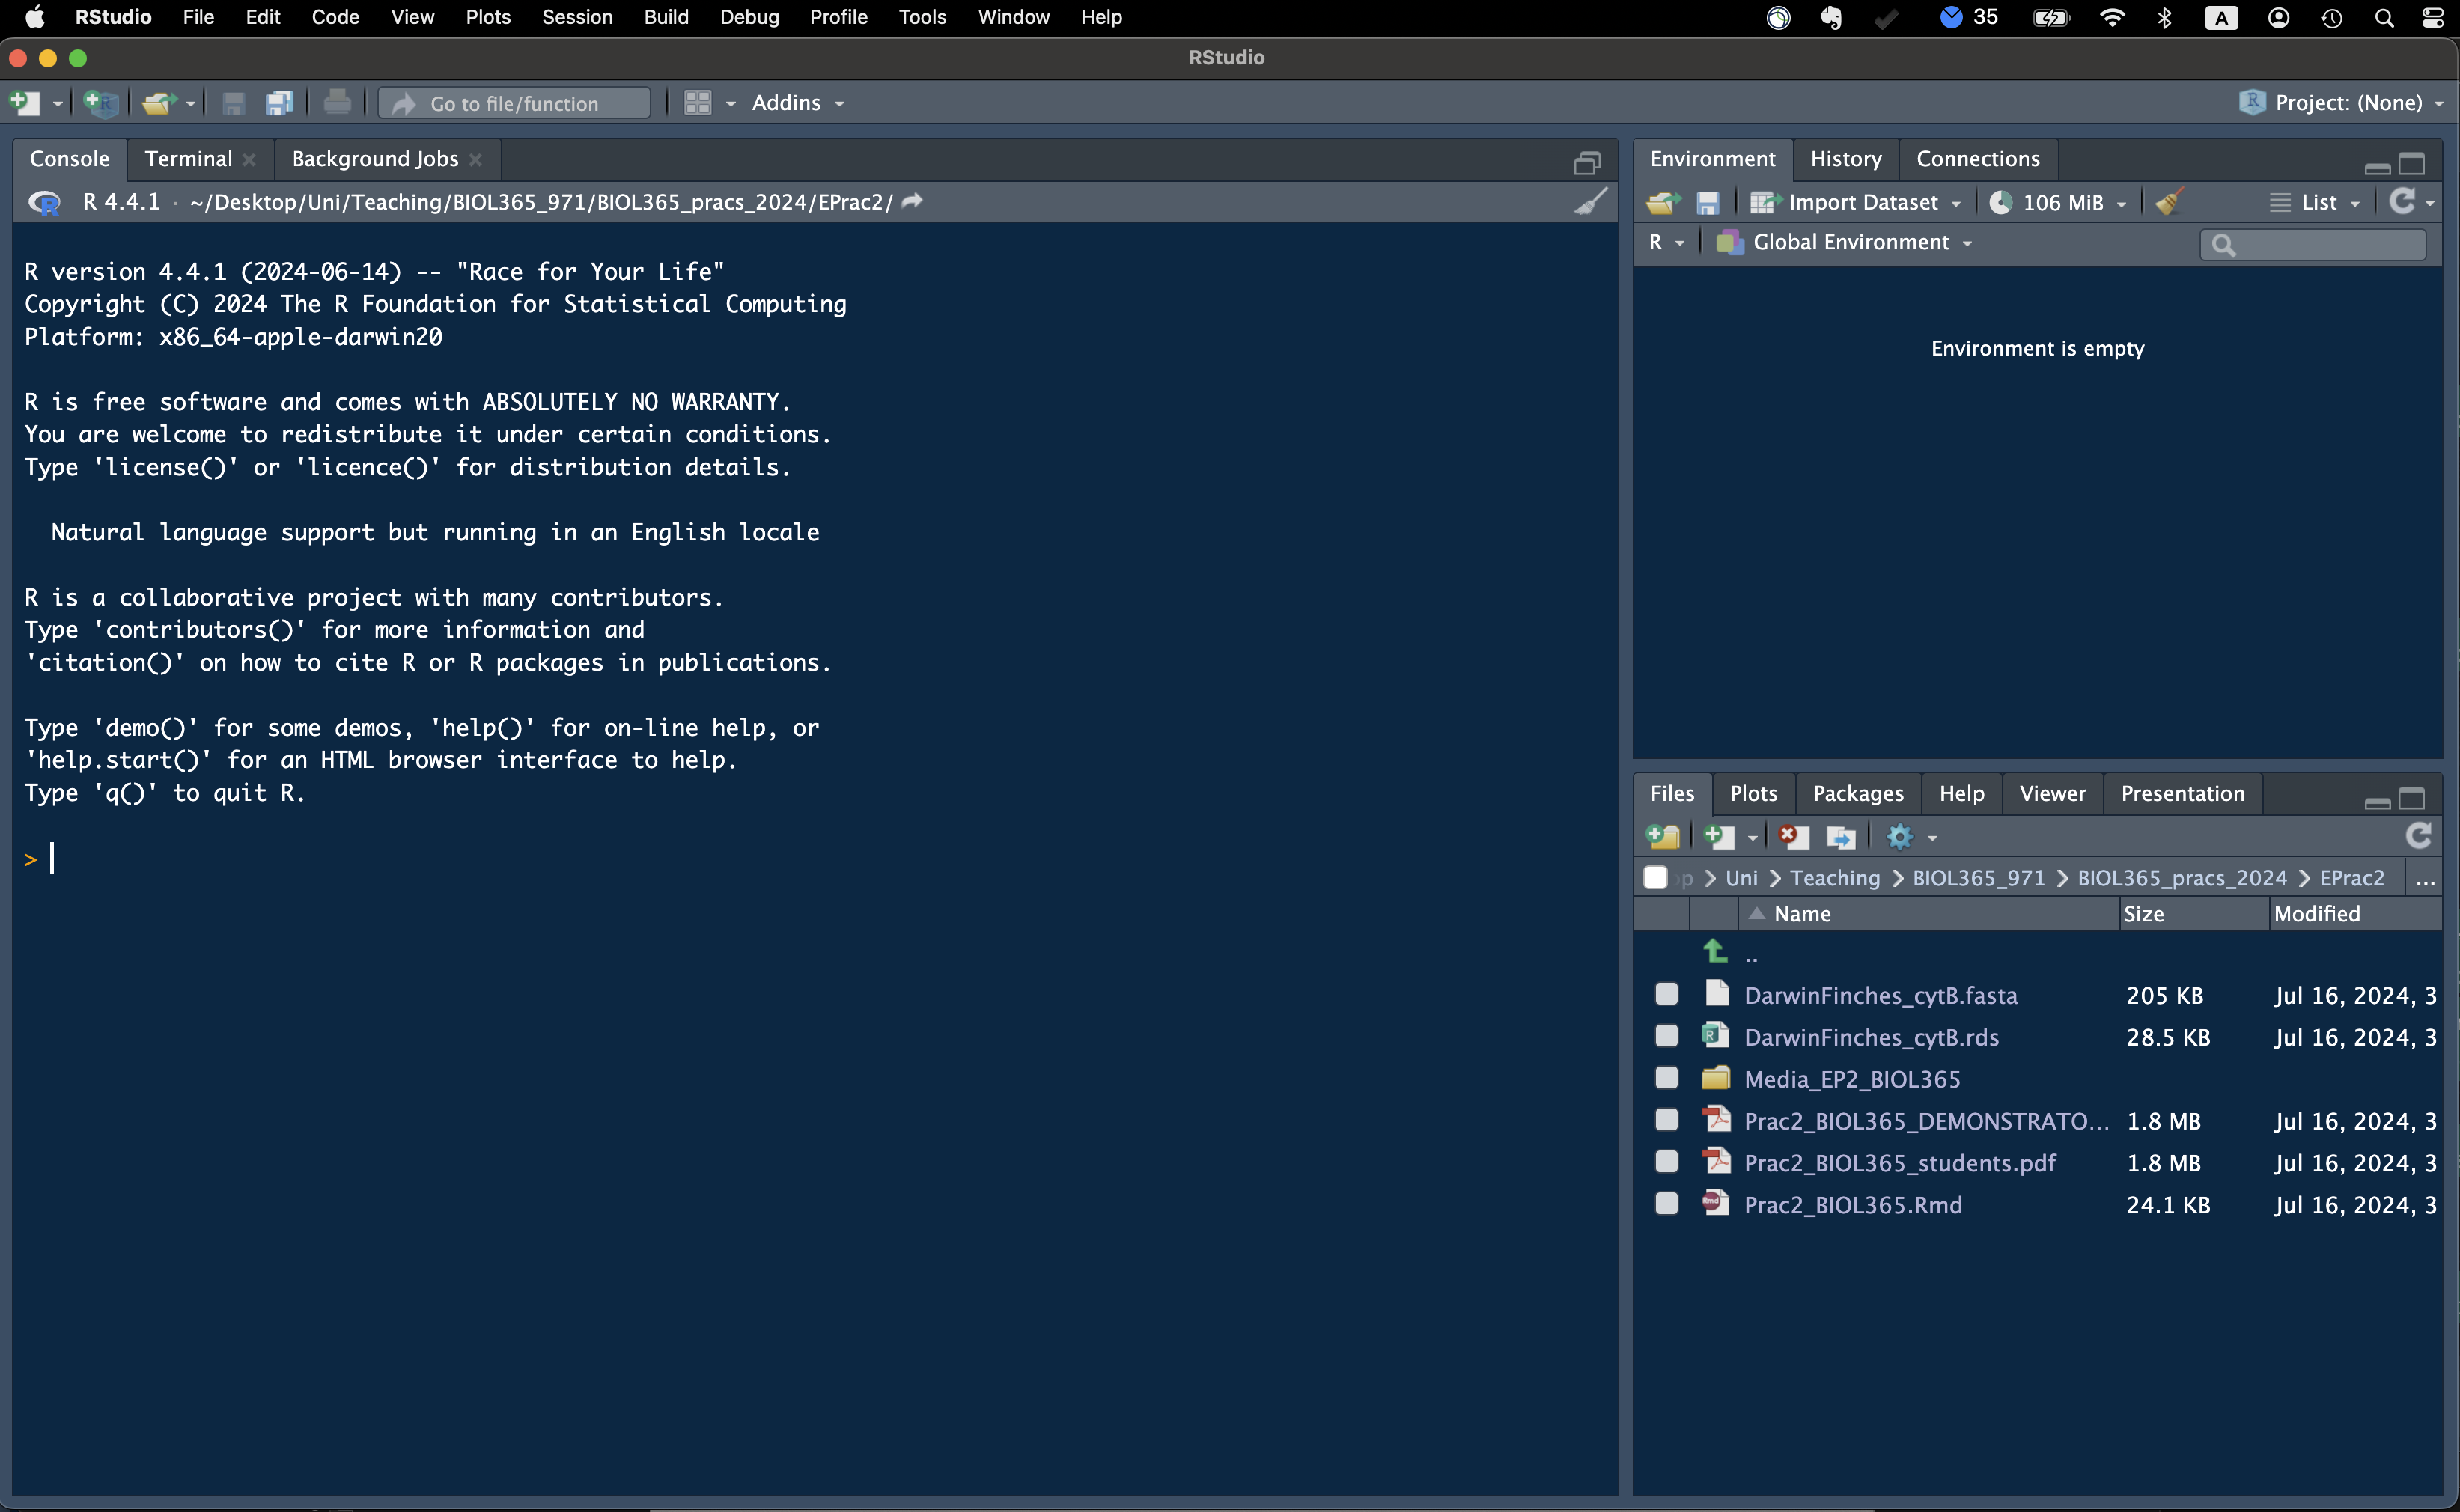 RStudio File Edit Code View Plots Session Build Debug Profile Tools Window Help 35 A
RStudio
Go to file/function Addins Project: (None)
Console Terminal Background Jobs
R 4.4.1 · ~/Desktop/Uni/Teaching/BIOL365_971/BIOL365_pracs_2024/EPrac2/
R version 4.4.1 (2024-06-14) -- "Race for Your Life"
Copyright (C) 2024 The R Foundation for Statistical Computing
Platform: x86_64-apple-darwin20
R is free software and comes with ABSOLUTELY NO WARRANTY.
You are welcome to redistribute it under certain conditions.
Type 'license()' or 'licence()' for distribution details.
Natural language support but running in an English locale
R is a collaborative project with many contributors.
Type 'contributors()' for more information and
'citation()' on how to cite R or R packages in publications.
Type 'demo()' for some demos, 'help()' for on-line help, or
'help.start()' for an HTML browser interface to help.
Type 'q()' to quit R.
>
Environment History Connections
Import Dataset 106 MiB List
R Global Environment
Environment is empty
Files Plots Packages Help Viewer Presentation
Uni Teaching BIOL365_971 BIOL365_pracs_2024 EPrac2 ...
Name Size Modified
..
DarwinFinches_cytB.fasta 205 KB Jul 16, 2024, 3
DarwinFinches_cytB.rds 28.5 KB Jul 16, 2024, 3
Media_EP2_BIOL365
Prac2_BIOL365_DEMONSTRATO... 1.8 MB Jul 16, 2024, 3
Prac2_BIOL365_students.pdf 1.8 MB Jul 16, 2024, 3
Prac2_BIOL365.Rmd 24.1 KB Jul 16, 2024, 3